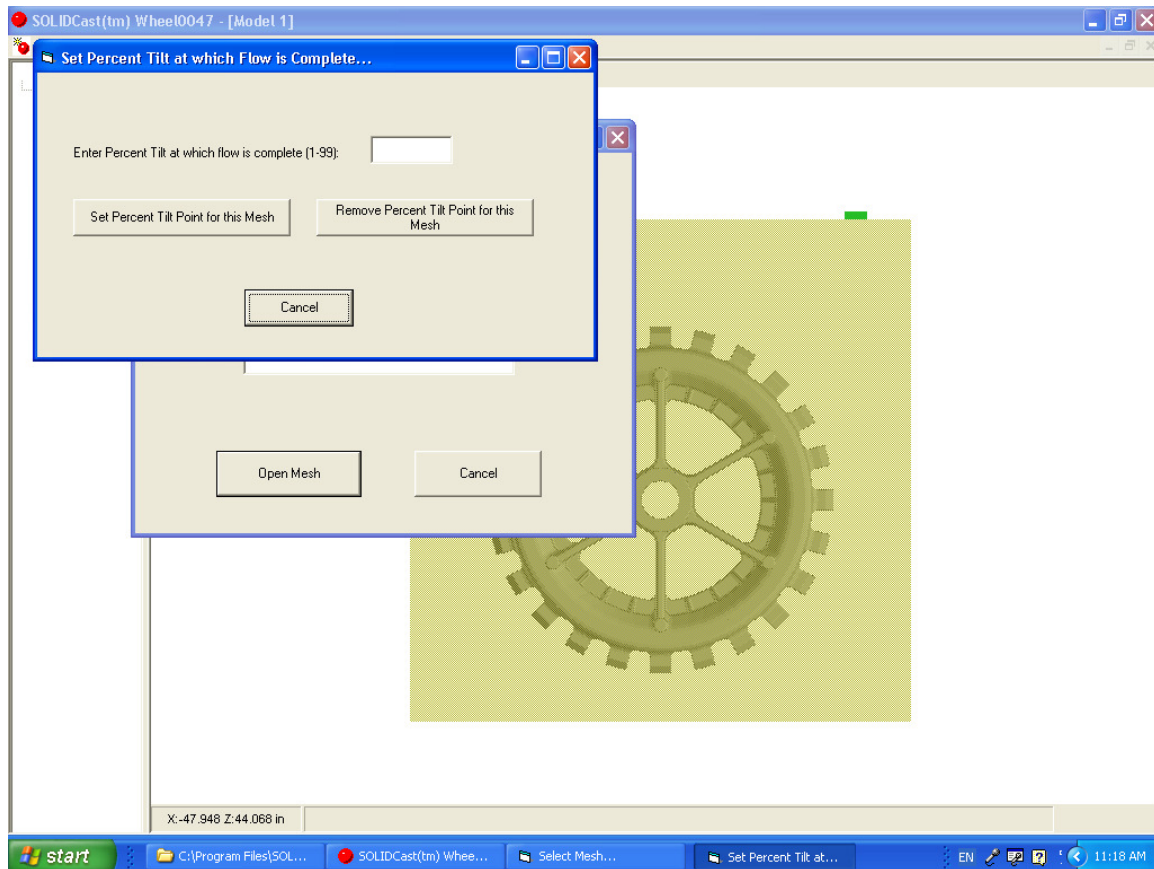 SOLIDCast(tm) Wheel0047 - [Model 1]
Set Percent Tilt at which Flow is Complete...
Enter Percent Tilt at which flow is complete (1-99):
Set Percent Tilt Point for this Mesh
Remove Percent Tilt Point for this
Mesh
Cancel
Open Mesh
Cancel
X:-47.948 Z:44.068 in
start
C:\Program Files\SOL...
SOLIDCast(tm) Whee...
Select Mesh...
Set Percent Tilt at...
EN
11:18 AM